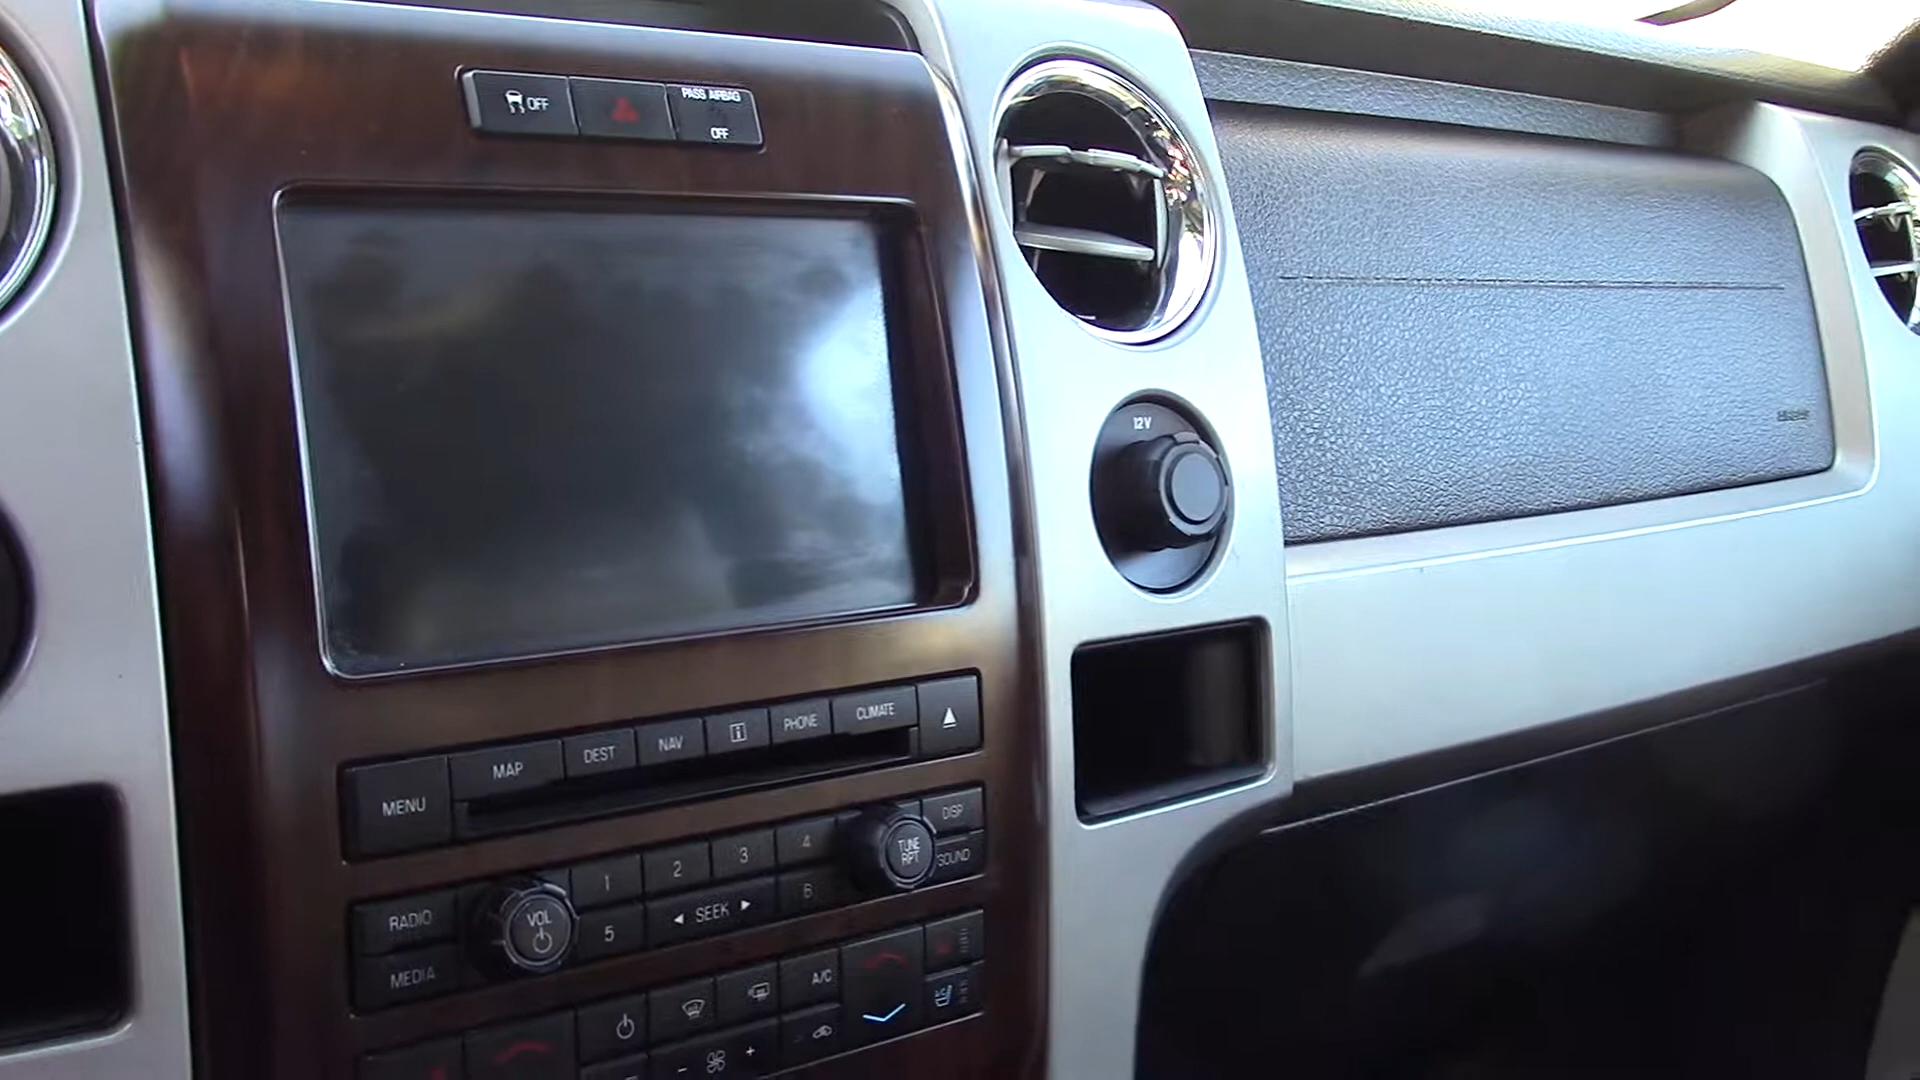 OFF
PASS AIRBAG
OFF
12V
MENU
MAP
DEST
NAV
i
PHONE
CLIMATE
RADIO
MEDIA
VOL
1
2
3
4
5
SEEK
6
TUNE
RPT
DISP
SOUND
A/C
- +